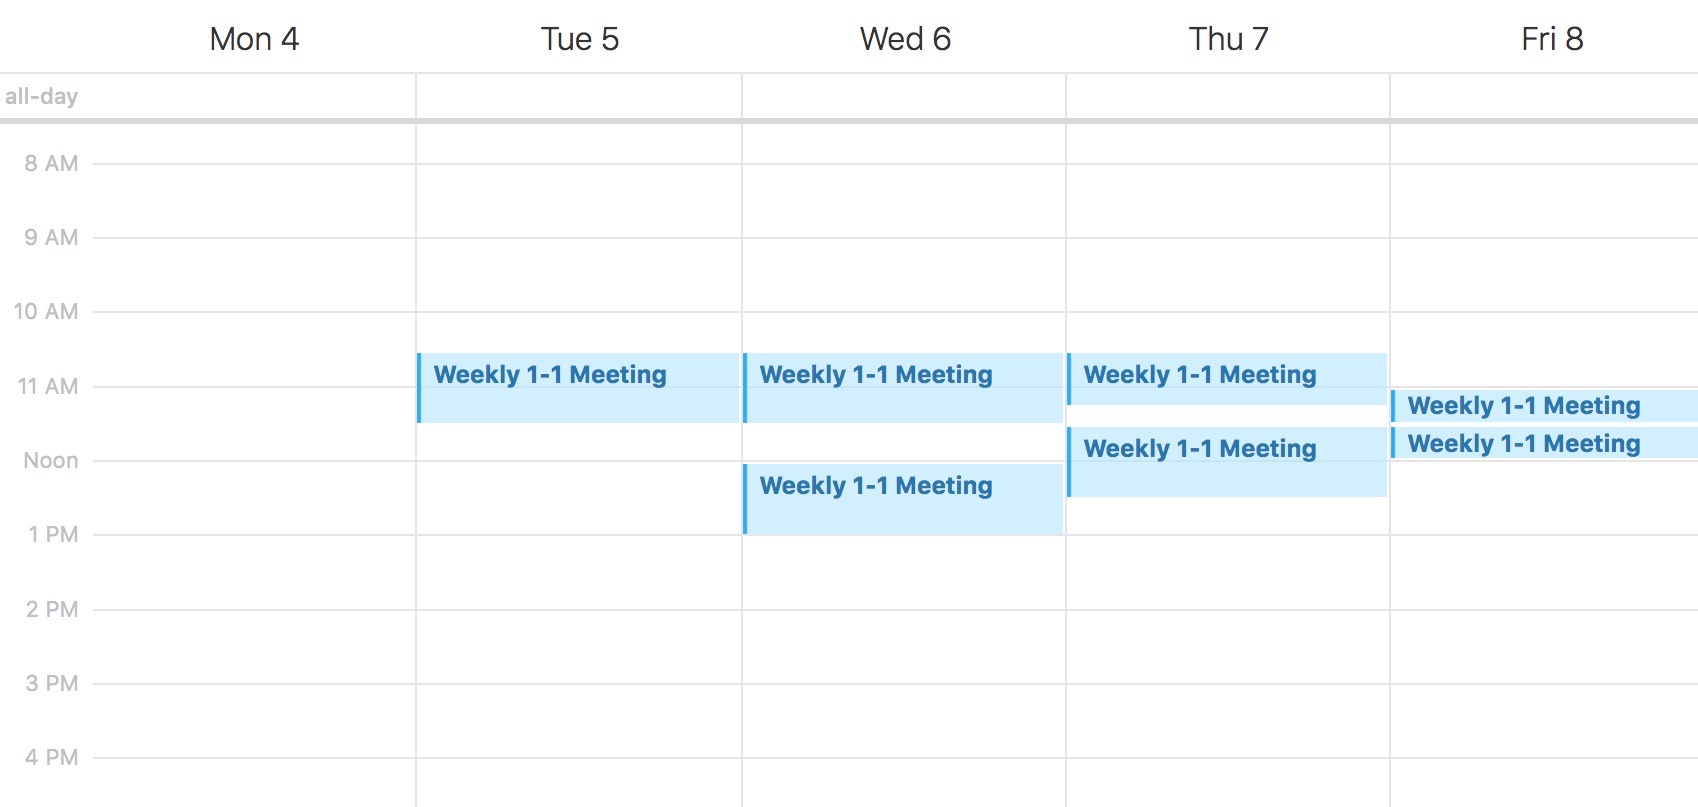 Mon 4 Tue 5 Wed 6 Thu 7 Fri 8
all-day
8 AM
9 AM
10 AM
Weekly 1-1 Meeting Weekly 1-1 Meeting Weekly 1-1 Meeting
11 AM
Weekly 1-1 Meeting
Weekly 1-1 Meeting Weekly 1-1 Meeting
Noon
Weekly 1-1 Meeting
1 PM
2 PM
3 PM
4 PM